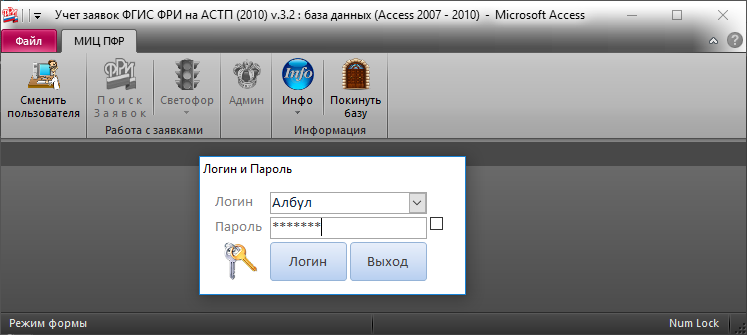 Учет заявок ФГИС ФРИ на АСТП (2010) v.3.2 : база данных (Access 2007 - 2010) - Microsoft Access
Файл МИЦ ПФР
Сменить пользователя
ФРИ
Поиск Заявок
Светофор
Работа с заявками
Админ
Info
Инфо
Покинуть базу
Информация
Логин и Пароль
Логин Албул
Пароль *******
Логин Выход
Режим формы Num Lock